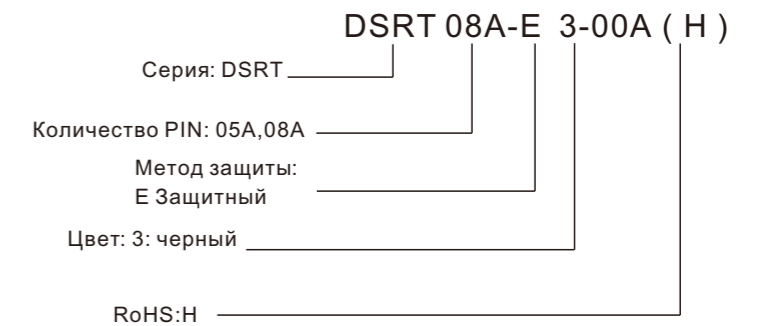 DSRT 08A-E 3-00A ( H )
Серия: DSRT
Количество PIN: 05A,08A
Метод защиты:
Е Защитный
Цвет: 3: черный
RoHS:H